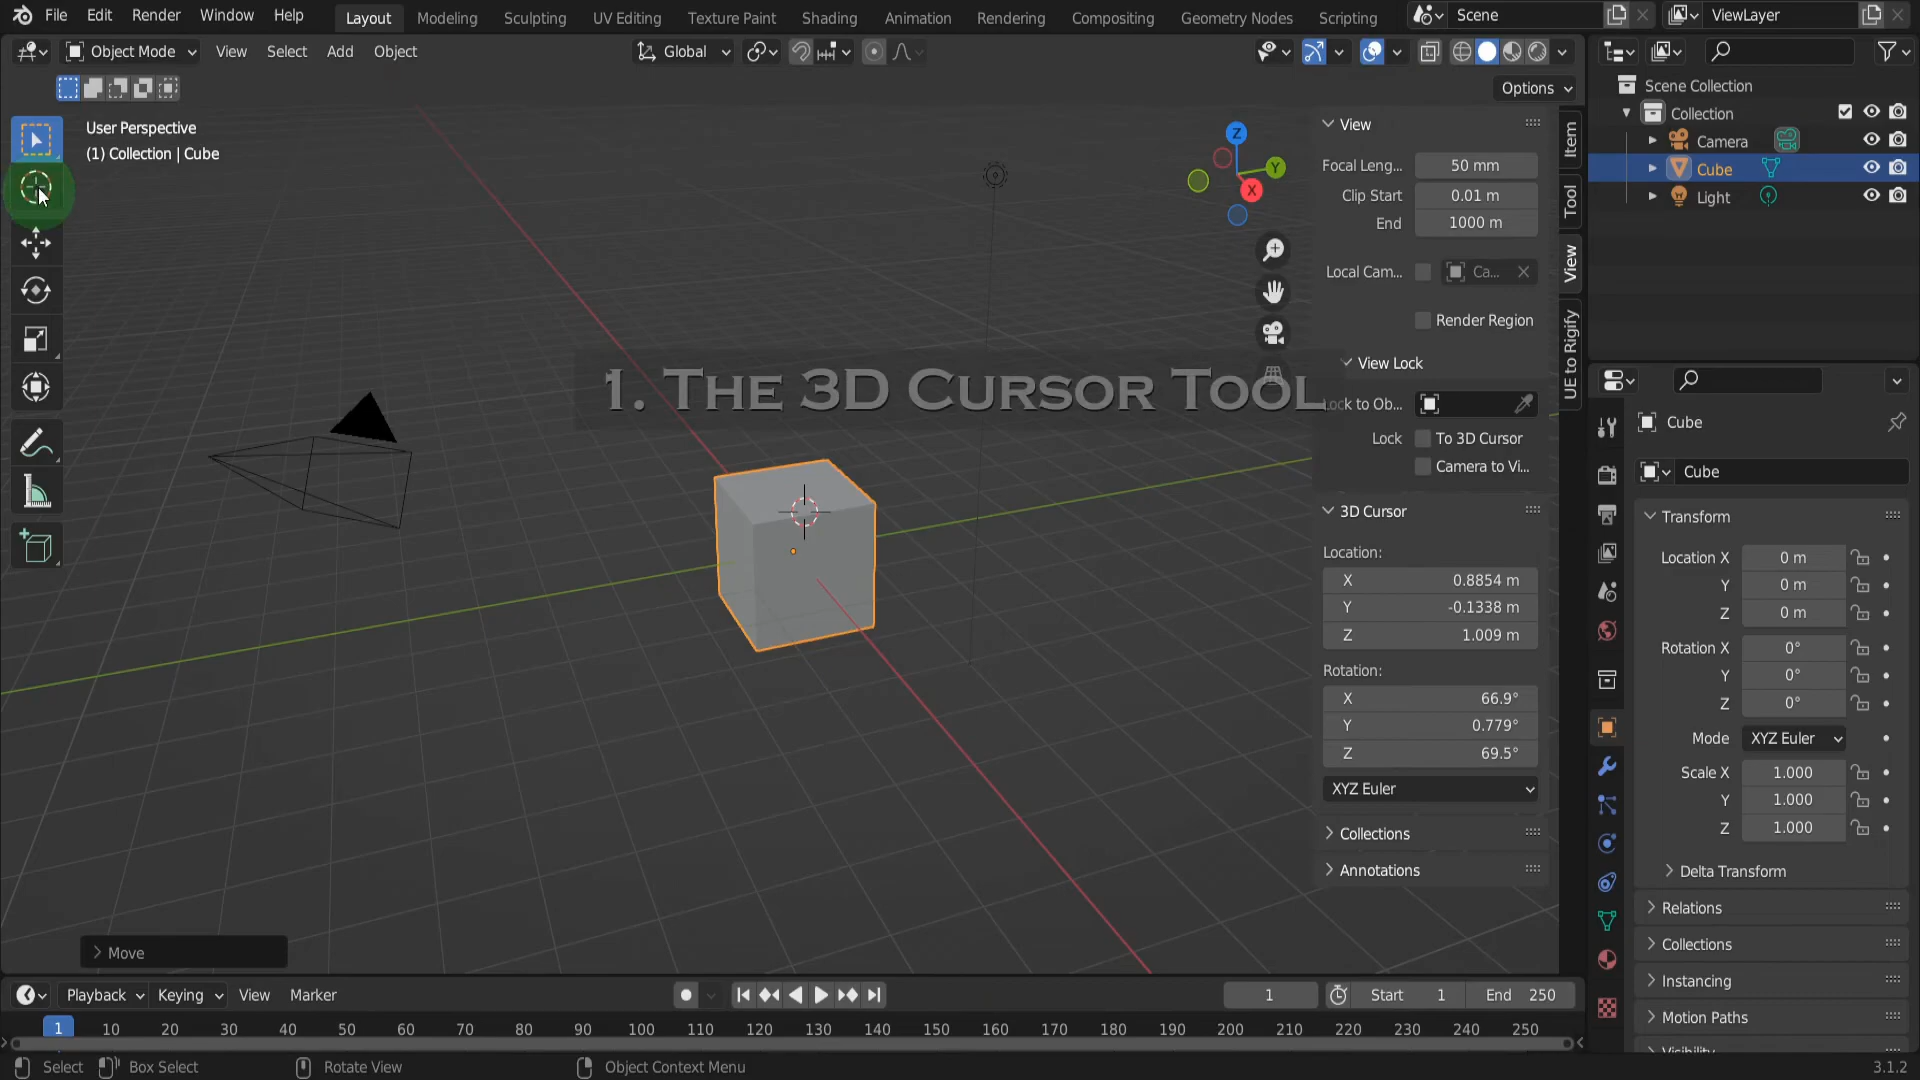 File Edit Render Window Help Layout Modeling Sculpting UV Editing Texture Paint Shading Animation Rendering Compositing Geometry Nodes Scripting Scene ViewLayer
Object Mode View Select Add Object Global
Options
User Perspective
(1) Collection | Cube
Z
Y
X
1. The 3D Cursor Tool
View
Focal Leng... 50 mm
Clip Start 0.01 m
End 1000 m
Local Cam... Ca...
Render Region
View Lock
Lock to Ob...
Lock To 3D Cursor
Camera to Vi...
3D Cursor
Location:
X 0.8854 m
Y -0.1338 m
Z 1.009 m
Rotation:
X 66.9°
Y 0.779°
Z 69.5°
XYZ Euler
Collections
Annotations
Item
Tool
View
UE to Rigify
Scene Collection
Collection
Camera
Cube
Light
Cube
Cube
Transform
Location X 0 m
Y 0 m
Z 0 m
Rotation X 0°
Y 0°
Z 0°
Mode XYZ Euler
Scale X 1.000
Y 1.000
Z 1.000
Delta Transform
Relations
Collections
Instancing
Motion Paths
Visibility
Move
Playback Keying View Marker 1 Start 1 End 250
1 10 20 30 40 50 60 70 80 90 100 110 120 130 140 150 160 170 180 190 200 210 220 230 240 250
Select Box Select Rotate View Object Context Menu 3.1.2